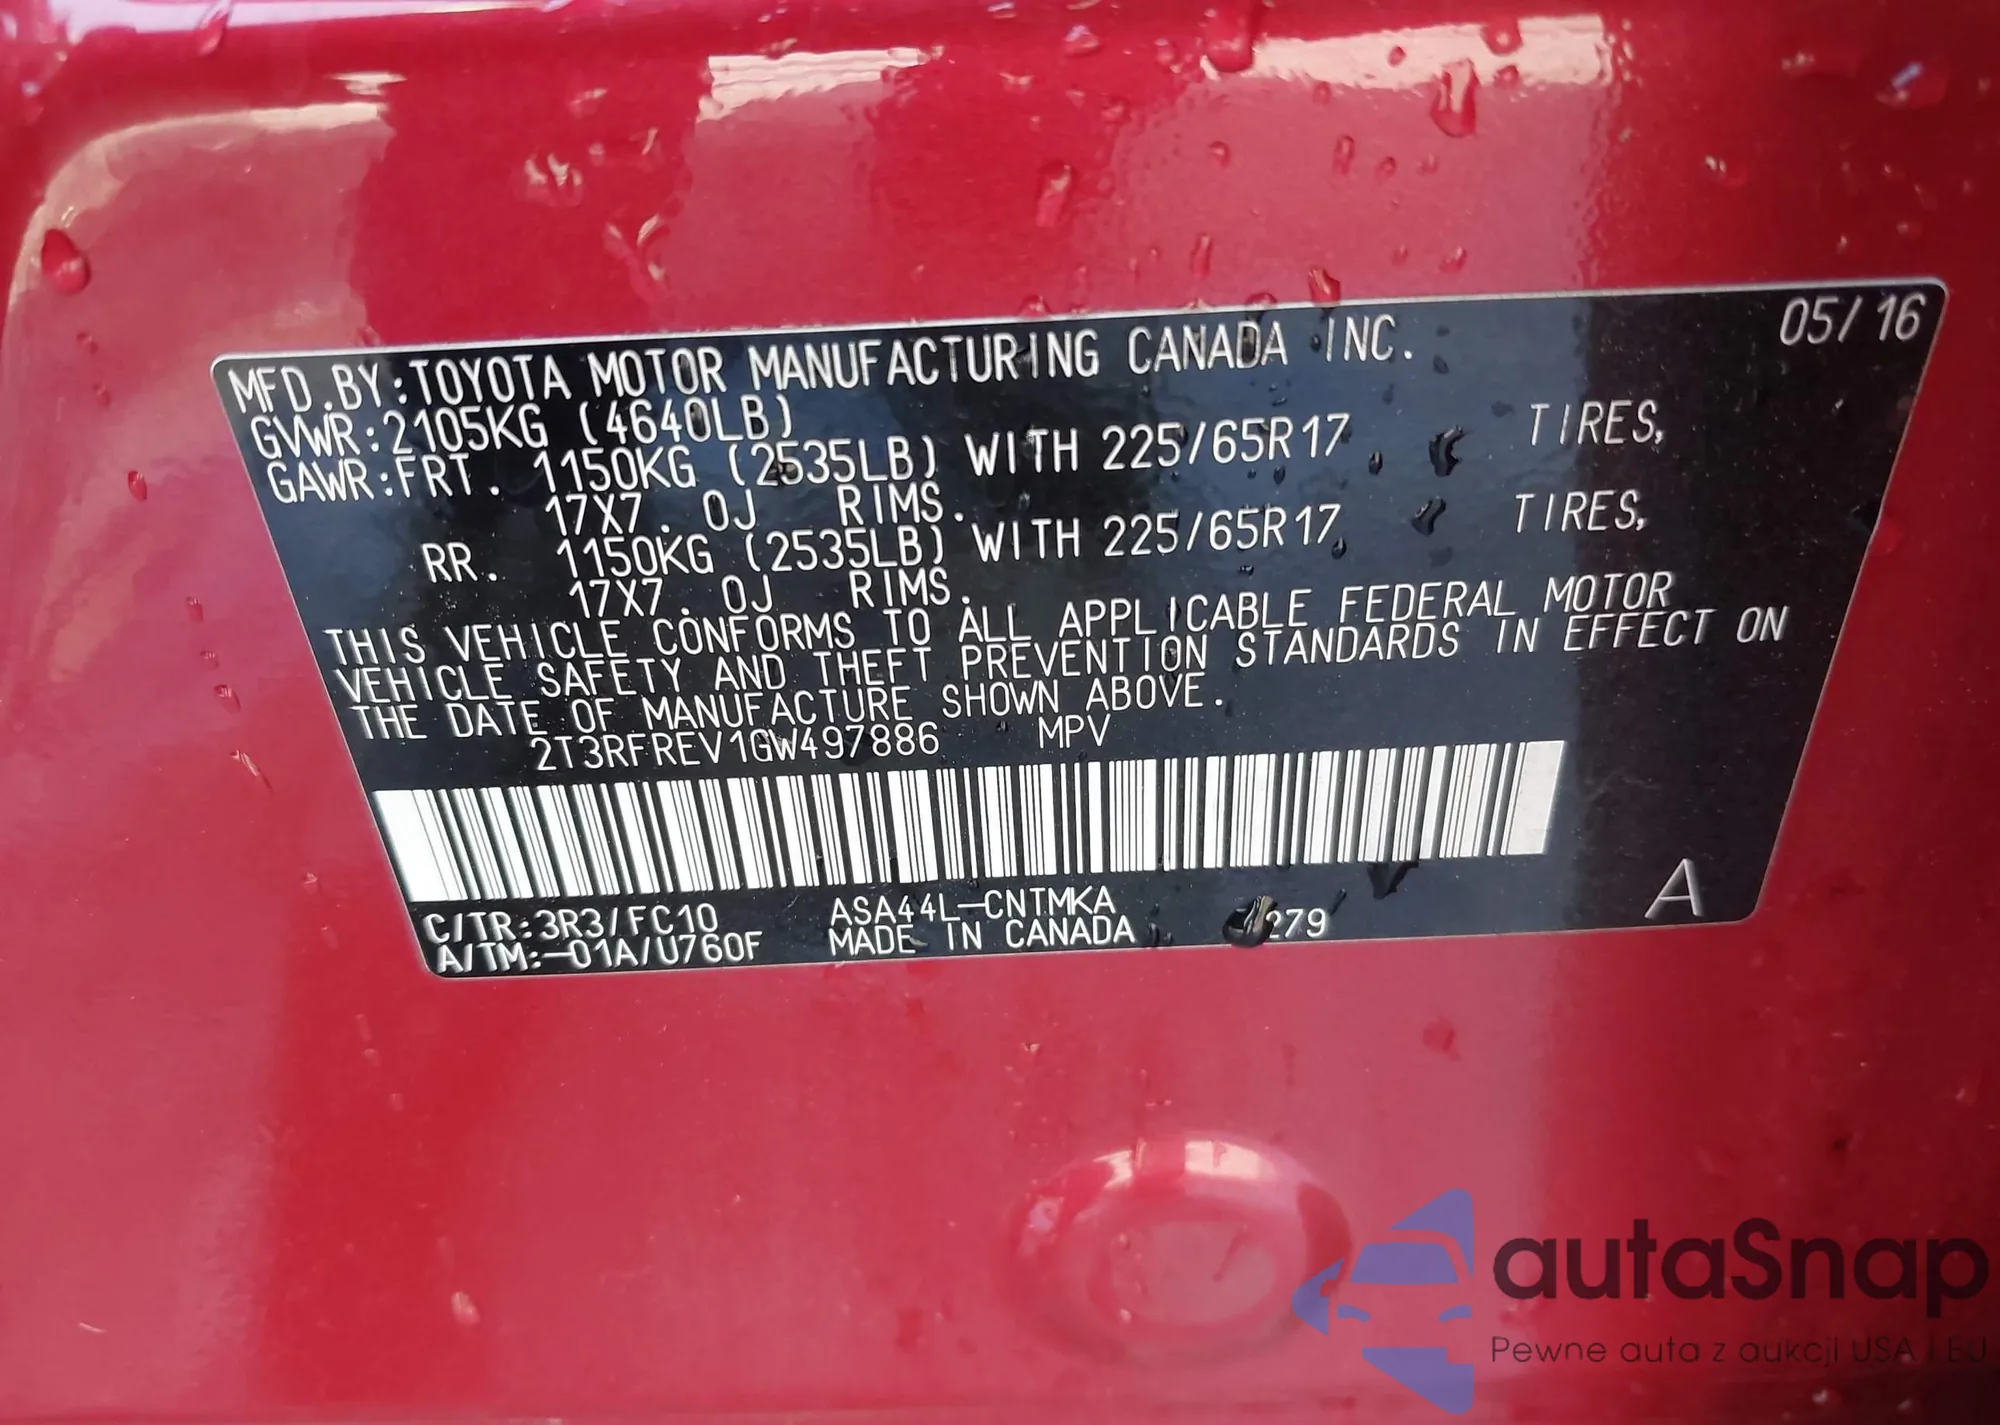 05/16
MFD.BY:TOYOTA MOTOR MANUFACTURING CANADA INC.
GVWR:2105KG (4640LB)
GAWR:FRT. 1150KG (2535LB) WITH 225/65R17 TIRES,
17X7.0J RIMS.
RR. 1150KG (2535LB) WITH 225/65R17 TIRES,
17X7.0J RIMS.
THIS VEHICLE CONFORMS TO ALL APPLICABLE FEDERAL MOTOR
VEHICLE SAFETY AND THEFT PREVENTION STANDARDS IN EFFECT ON
THE DATE OF MANUFACTURE SHOWN ABOVE.
2T3RFREV1GW497886 MPV
C/TR:3R3/FC10 ASA44L-CNTMKA
A/TM:-01A/U760F MADE IN CANADA 279
A
autaSnap
Pewne auta z aukcji USA i EU